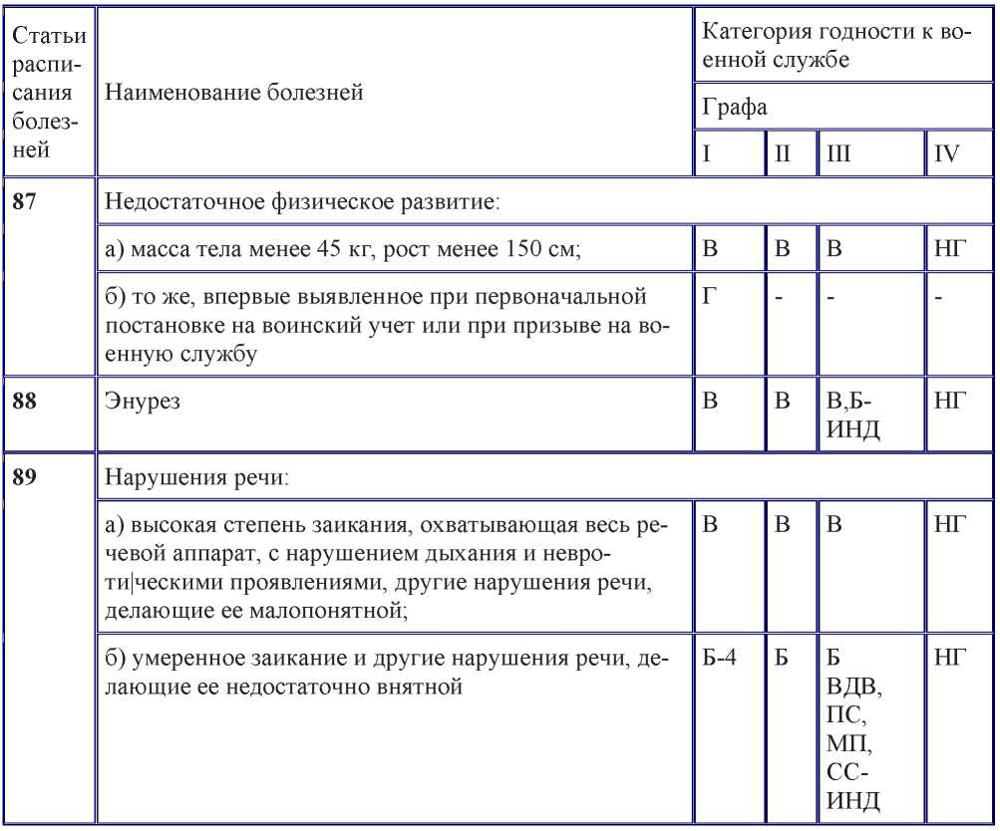 Статьи
распи-
сания
болез-
ней
Наименование болезней
Категория годности к во-
енной службе
Графа
I
II
III
IV
87
Недостаточное физическое развитие:
а) масса тела менее 45 кг, рост менее 150 см;
В
В
В
НГ
б) то же, впервые выявленное при первоначальной
постановке на воинский учет или при призыве на во-
енную службу
Г
-
-
-
88
Энурез
В
В
В,Б-
ИНД
НГ
89
Нарушения речи:
а) высокая степень заикания, охватывающая весь ре-
чевой аппарат, с нарушением дыхания и невро-
ти|ческими проявлениями, другие нарушения речи,
делающие ее малопонятной;
В
В
В
НГ
б) умеренное заикание и другие нарушения речи, де-
лающие ее недостаточно внятной
Б-4
Б
Б
ВДВ,
ПС,
МП,
СС-
ИНД
НГ